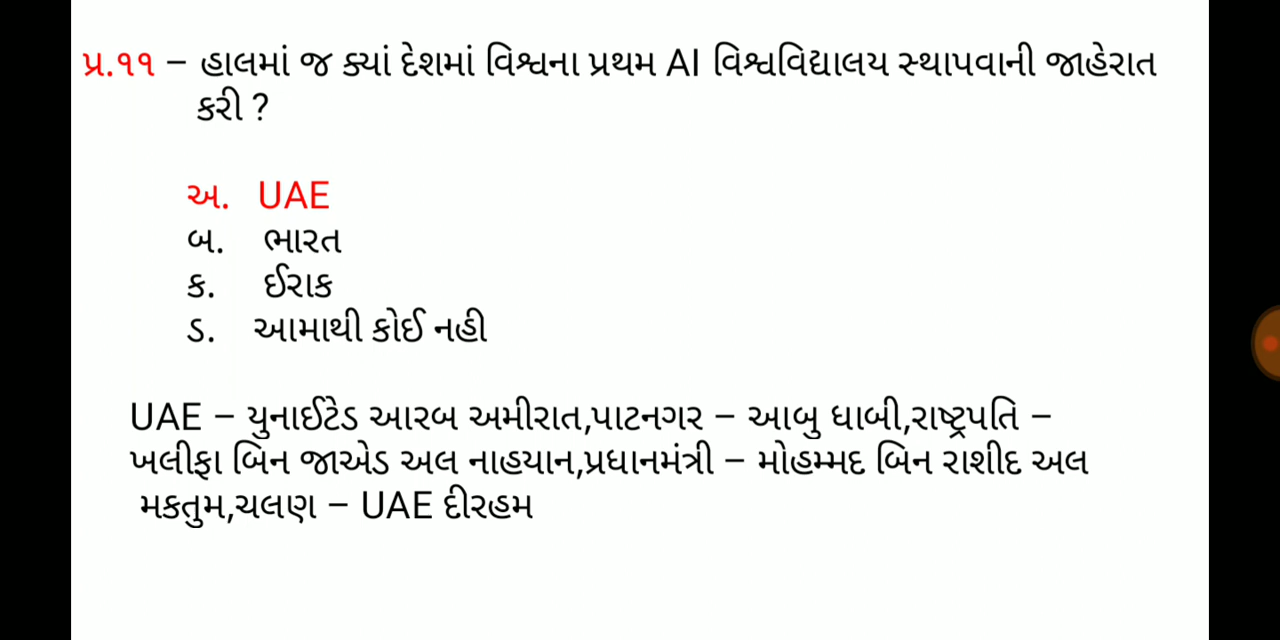 પ્ર.૧૧ – હાલમાં જ ક્યાં દેશમાં વિશ્વના પ્રથમ AI વિશ્વવિદ્યાલય સ્થાપવાની જાહેરાત
કરી ?
અ. UAE
બ. ભારત
ક. ઈરાક
ડ. આમાથી કોઈ નહી
UAE – યુનાઈટેડ આરબ અમીરાત,પાટનગર – આબુ ધાબી,રાષ્ટ્રપતિ –
ખલીફા બિન જાએડ અલ નાહયાન,પ્રધાનમંત્રી – મોહમ્મદ બિન રાશીદ અલ
મકતુમ,ચલણ – UAE દીરહમ